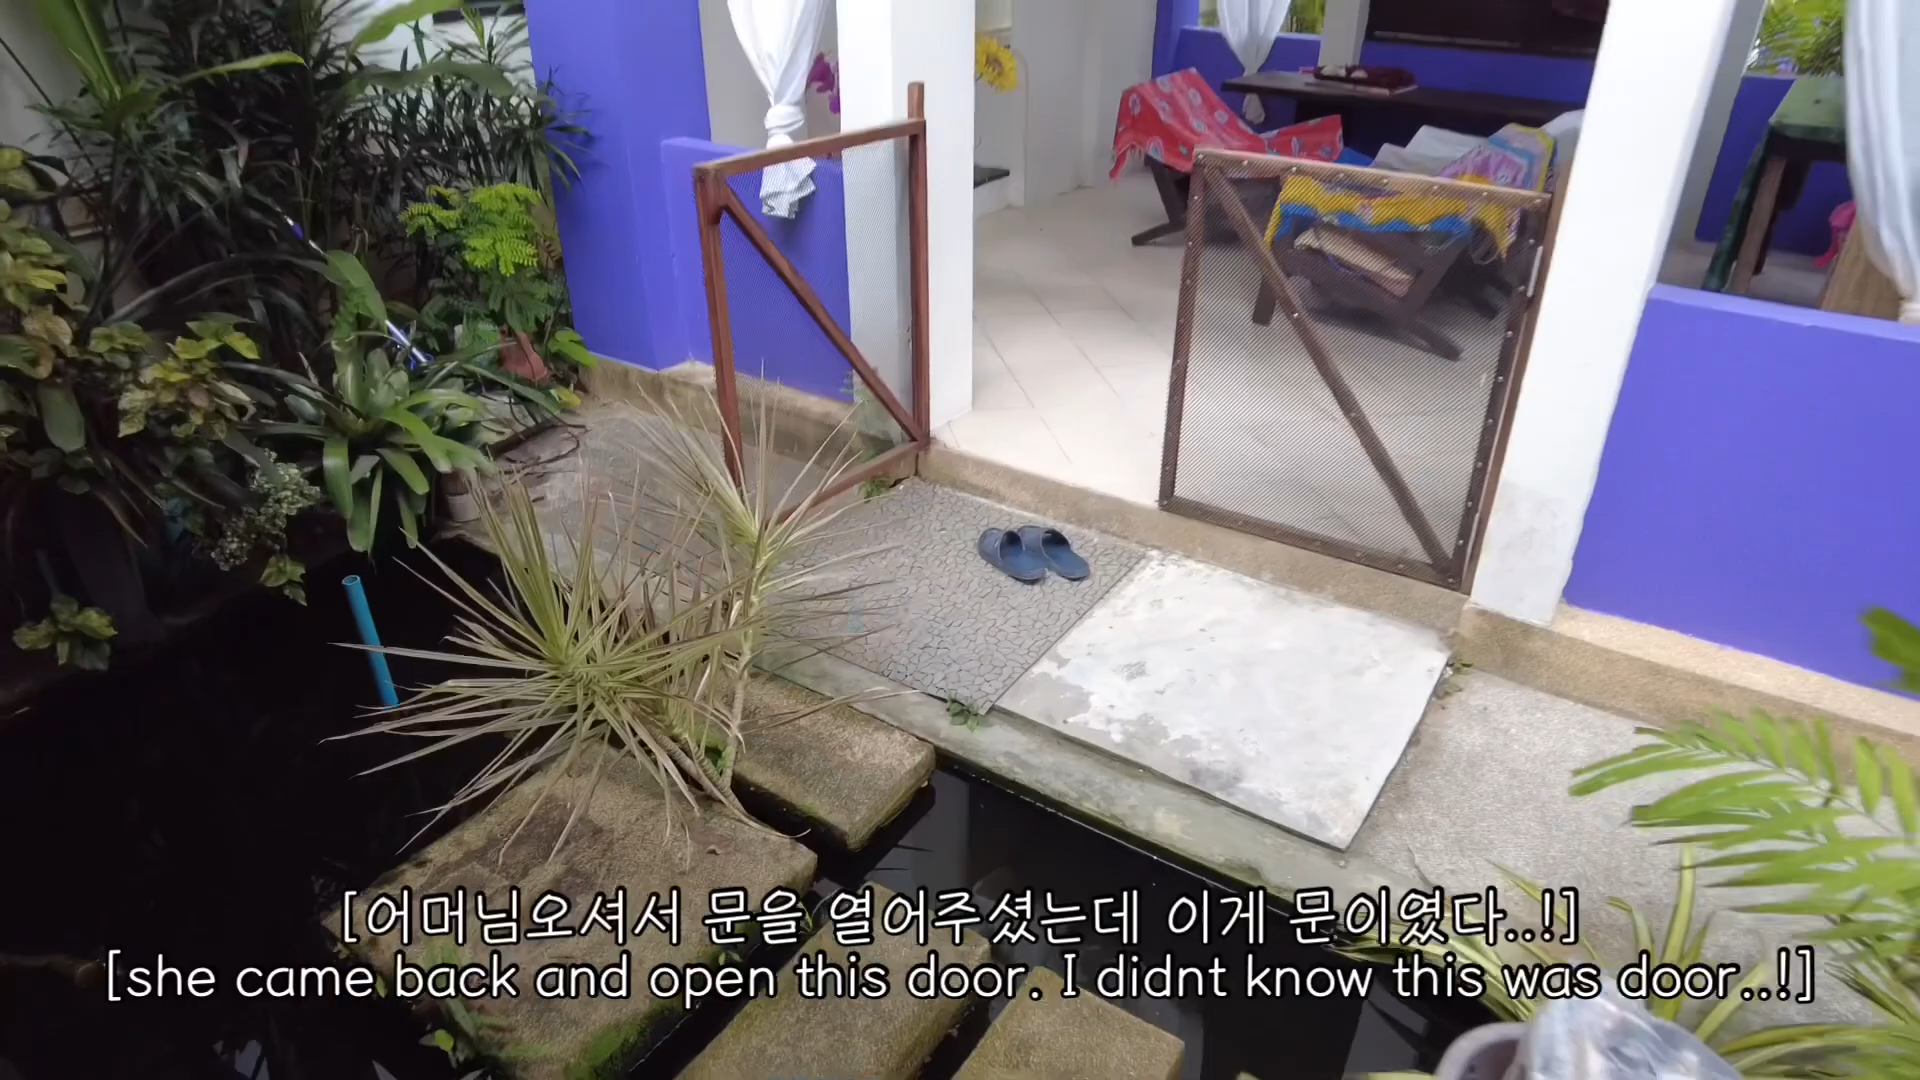 [어머님오셔서 문을 열어주셨는데 이게 문이였다..!]
[she came back and open this door. I didnt know this was door..!]